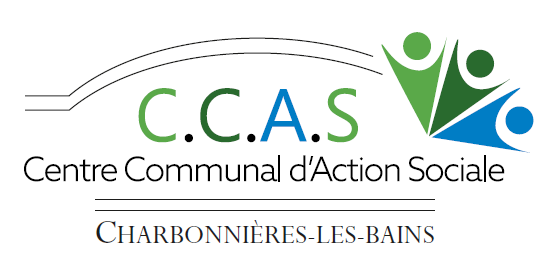 C.C.A.S
Centre Communal d'Action Sociale
CHARBONNIÈRES-LES-BAINS